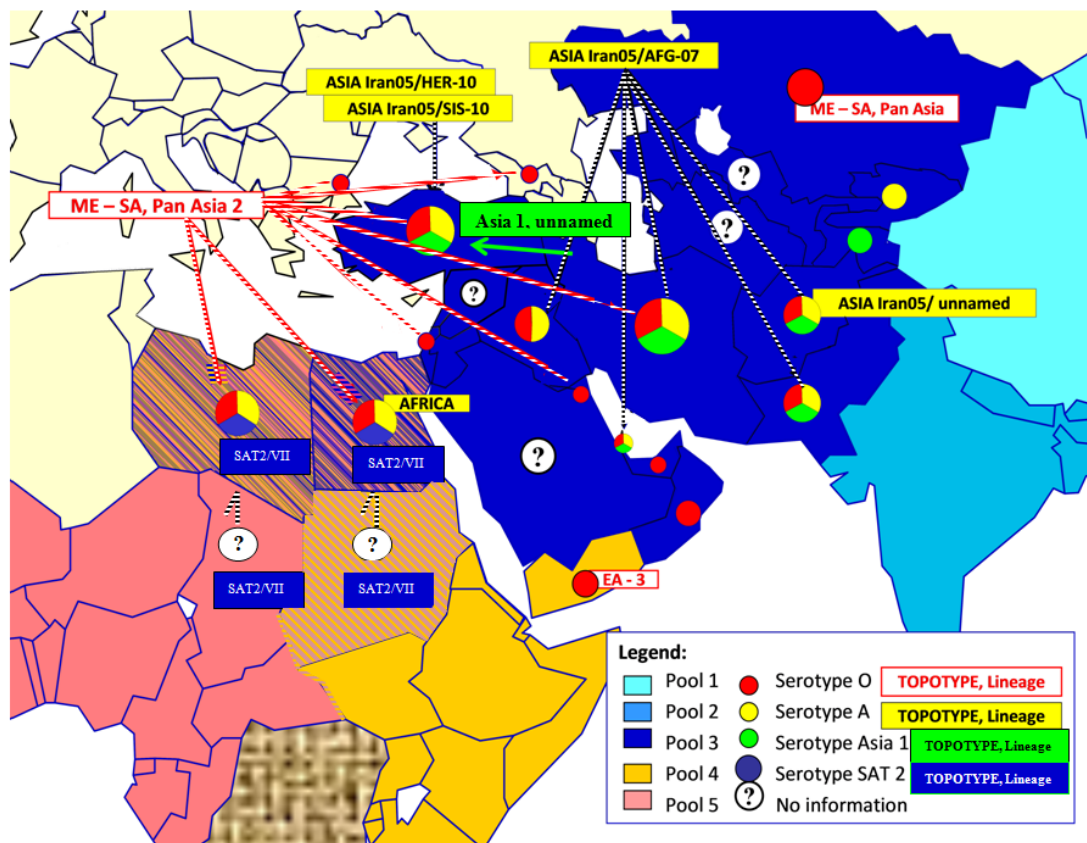 ASIA Iran05/AFG-07
ASIA Iran05/HER-10
ASIA Iran05/SIS-10
ME – SA, Pan Asia
?
ME – SA, Pan Asia 2
Asia 1, unnamed
?
?
ASIA Iran05/ unnamed
AFRICA
SAT2/VII
SAT2/VII
?
?
?
SAT2/VII
SAT2/VII
EA - 3
Legend:
Pool 1
Serotype O
TOPOTYPE, Lineage
Pool 2
Serotype A
TOPOTYPE, Lineage
Pool 3
Serotype Asia 1
TOPOTYPE, Lineage
Pool 4
Serotype SAT 2
TOPOTYPE, Lineage
Pool 5
?
No information